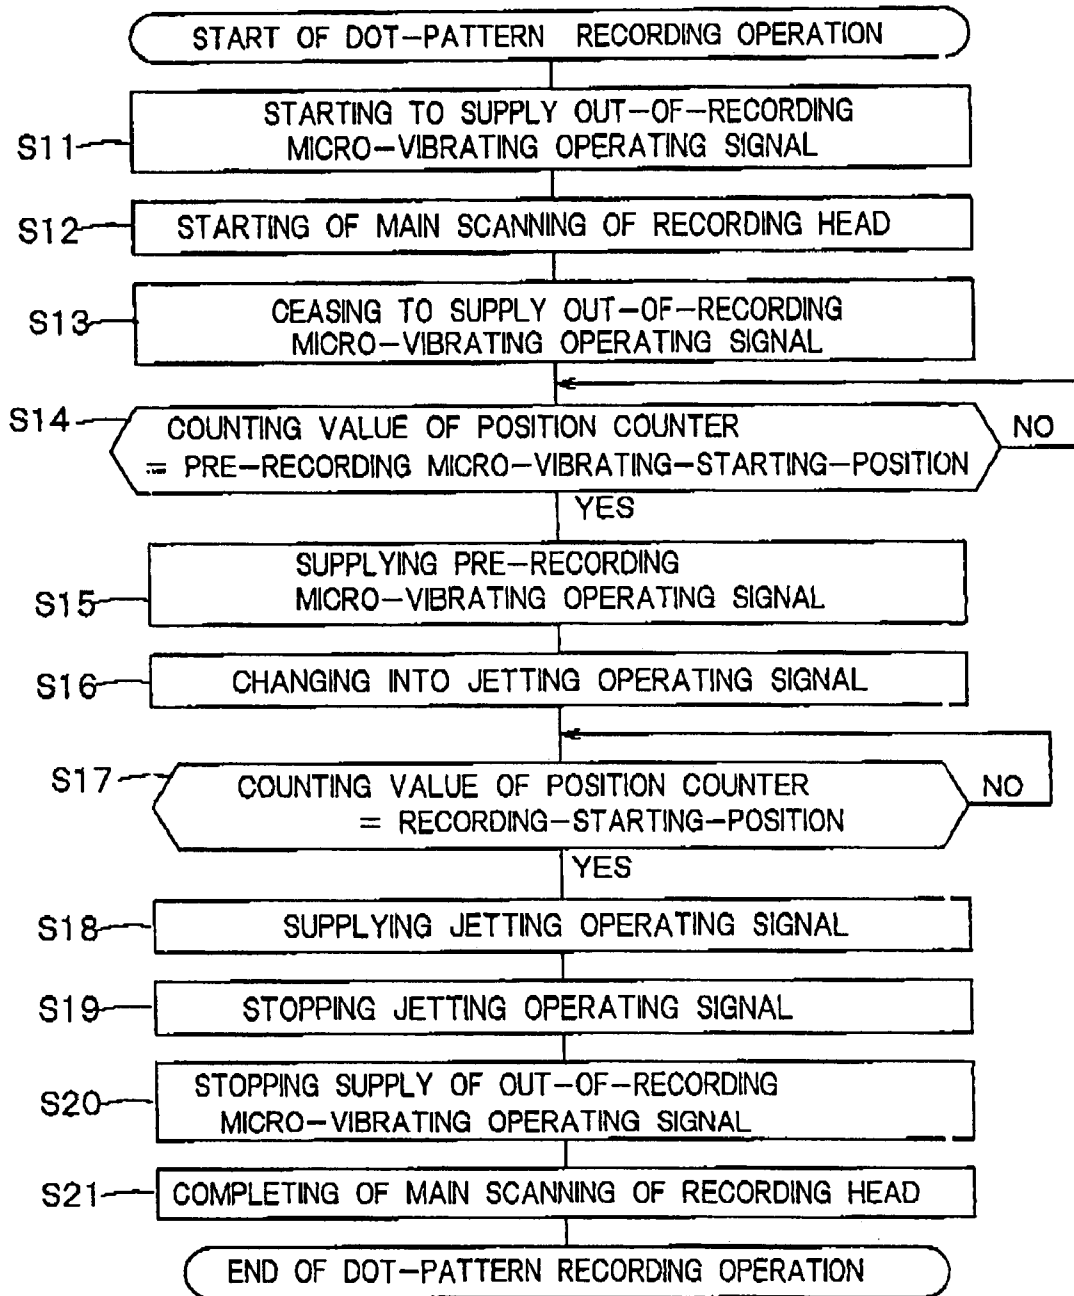 START OF DOT-PATTERN RECORDING OPERATION
S11
STARTING TO SUPPLY OUT-OF-RECORDING
MICRO-VIBRATING OPERATING SIGNAL
S12
STARTING OF MAIN SCANNING OF RECORDING HEAD
S13
CEASING TO SUPPLY OUT-OF-RECORDING
MICRO-VIBRATING OPERATING SIGNAL
S14
COUNTING VALUE OF POSITION COUNTER
= PRE-RECORDING MICRO-VIBRATING-STARTING-POSITION
NO
YES
S15
SUPPLYING PRE-RECORDING
MICRO-VIBRATING OPERATING SIGNAL
S16
CHANGING INTO JETTING OPERATING SIGNAL
S17
COUNTING VALUE OF POSITION COUNTER
= RECORDING-STARTING-POSITION
NO
YES
S18
SUPPLYING JETTING OPERATING SIGNAL
S19
STOPPING JETTING OPERATING SIGNAL
S20
STOPPING SUPPLY OF OUT-OF-RECORDING
MICRO-VIBRATING OPERATING SIGNAL
S21
COMPLETING OF MAIN SCANNING OF RECORDING HEAD
END OF DOT-PATTERN RECORDING OPERATION